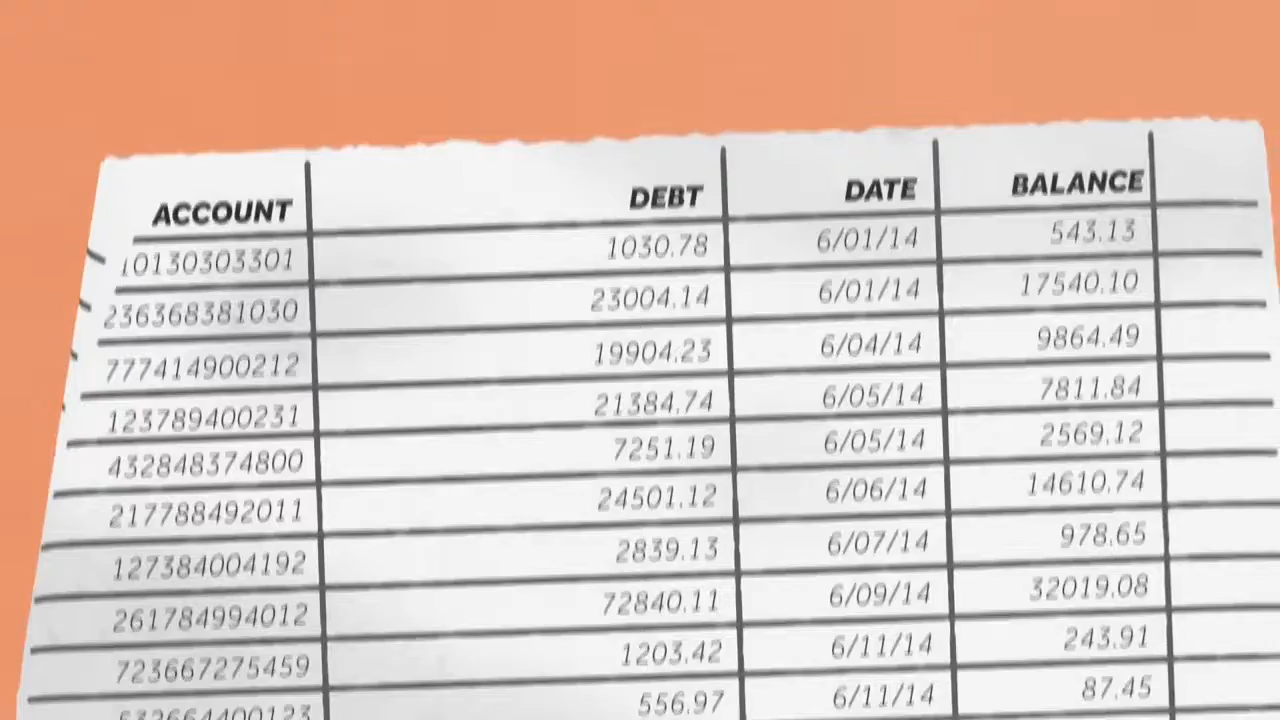 ACCOUNT DEBT DATE BALANCE
10130303301 1030.78 6/01/14 543.13
236368381030 23004.14 6/01/14 17540.10
777414900212 19904.23 6/04/14 9864.49
123789400231 21384.74 6/05/14 7811.84
432848374800 7251.19 6/05/14 2569.12
217788492011 24501.12 6/06/14 14610.74
127384004192 2839.13 6/07/14 978.65
261784994012 72840.11 6/09/14 32019.08
723667275459 1203.42 6/11/14 243.91
532664400123 556.97 6/11/14 87.45